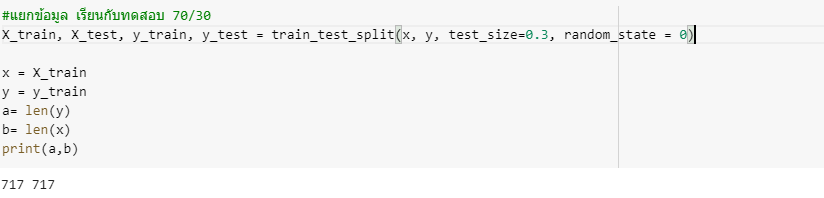 #แยกข้อมูล เรียนกับทดสอบ 70/30
X_train, X_test, y_train, y_test = train_test_split(x, y, test_size=0.3, random_state = 0)
x = X_train
y = y_train
a= len(y)
b= len(x)
print(a,b)
717 717